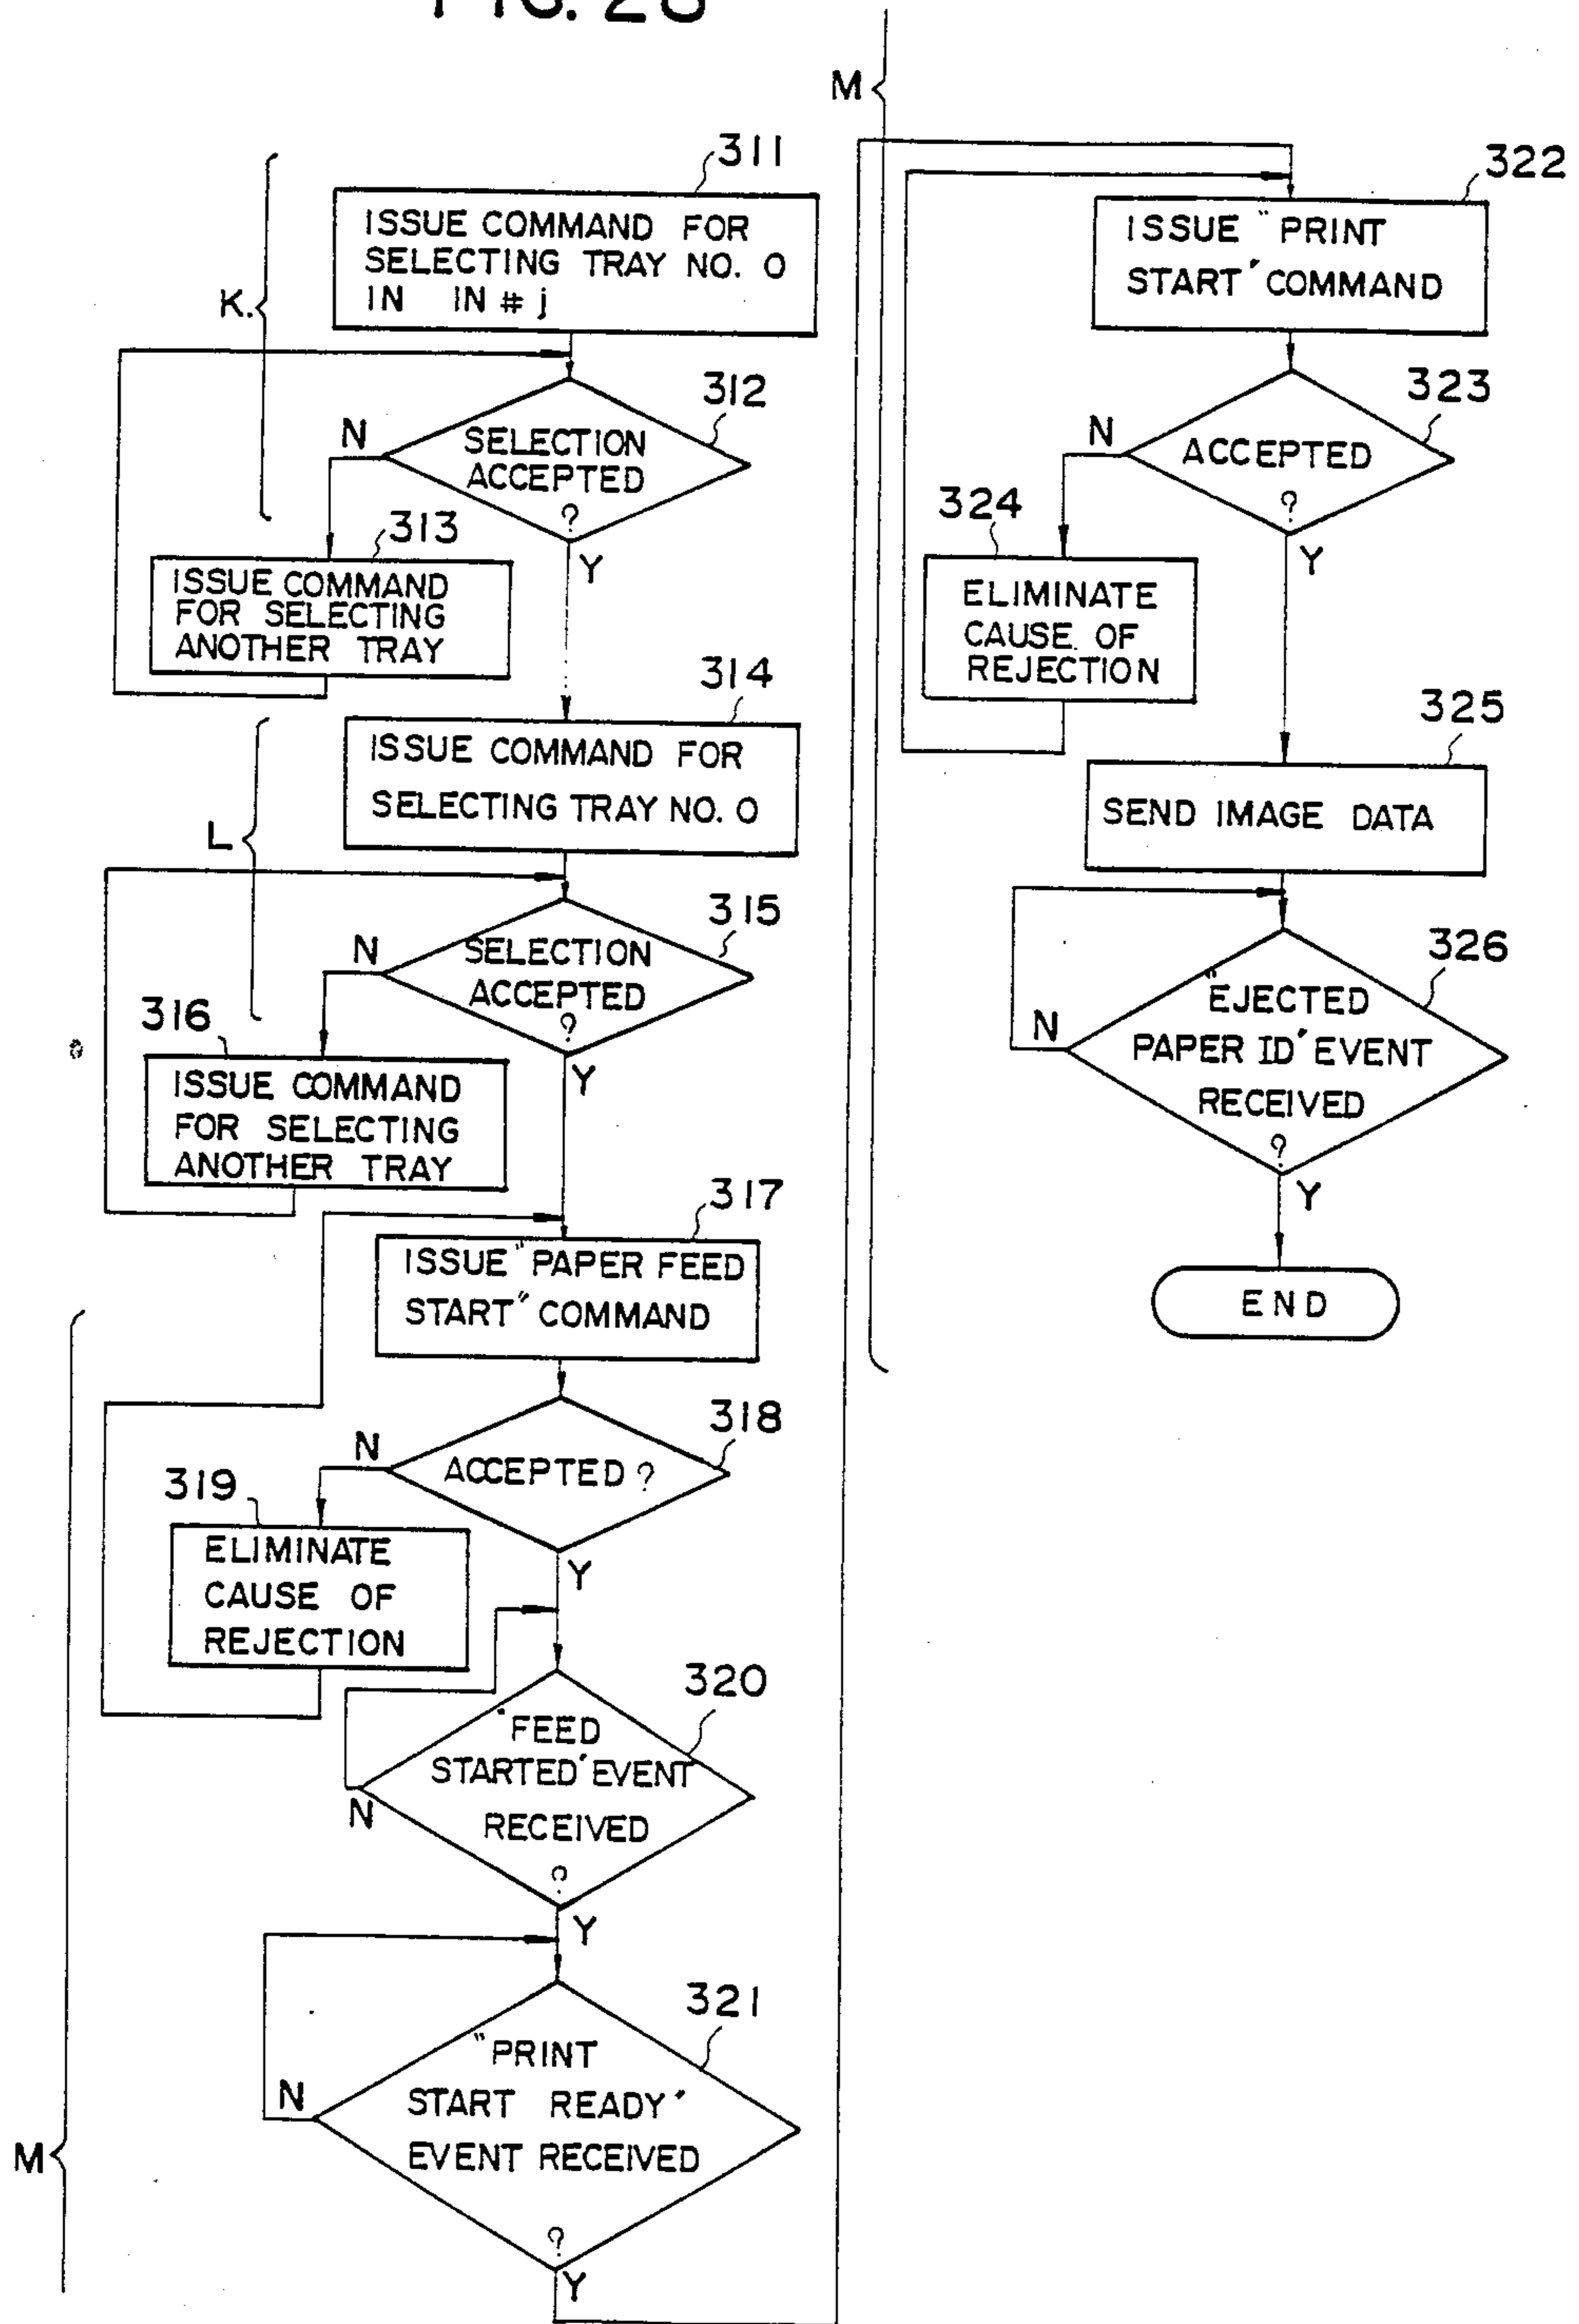 311
ISSUE COMMAND FOR
SELECTING TRAY NO. 0
IN IN # j
K.
312
SELECTION
ACCEPTED
?
N
Y
313
ISSUE COMMAND
FOR SELECTING
ANOTHER TRAY
314
ISSUE COMMAND FOR
SELECTING TRAY NO. 0
L
315
SELECTION
ACCEPTED
?
N
Y
316
ISSUE COMMAND
FOR SELECTING
ANOTHER TRAY
317
ISSUE "PAPER FEED
START" COMMAND
318
ACCEPTED ?
N
Y
319
ELIMINATE
CAUSE OF
REJECTION
320
"FEED
STARTED' EVENT
RECEIVED
?
N
Y
321
"PRINT
START READY"
EVENT RECEIVED
?
N
Y
M
M
322
ISSUE "PRINT
START" COMMAND
323
ACCEPTED
?
N
Y
324
ELIMINATE
CAUSE. OF
REJECTION
325
SEND IMAGE DATA
326
"EJECTED
PAPER ID' EVENT
RECEIVED
?
N
Y
END